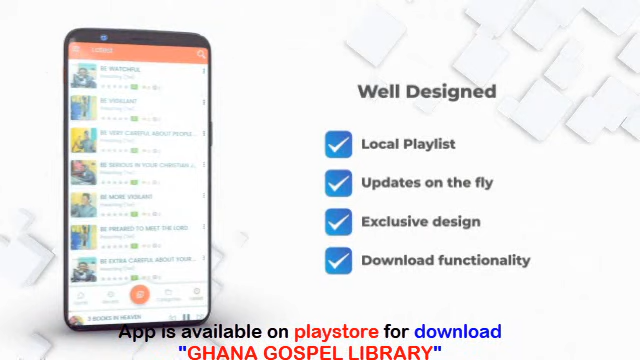 Latest
BE WATCHFUL
BE VIGILANT
BE VERY CAREFUL ABOUT PEOPLE...
BE SERIOUS IN YOUR CHRISTIAN J...
BE MORE VIGILANT
BE PREARED TO MEET THE LORD
BE EXTRA CAREFUL ABOUT YOUR...
3 BOOKS IN HEAVEN
Well Designed
Local Playlist
Updates on the fly
Exclusive design
Download functionality
App is available on playstore for download
"GHANA GOSPEL LIBRARY"